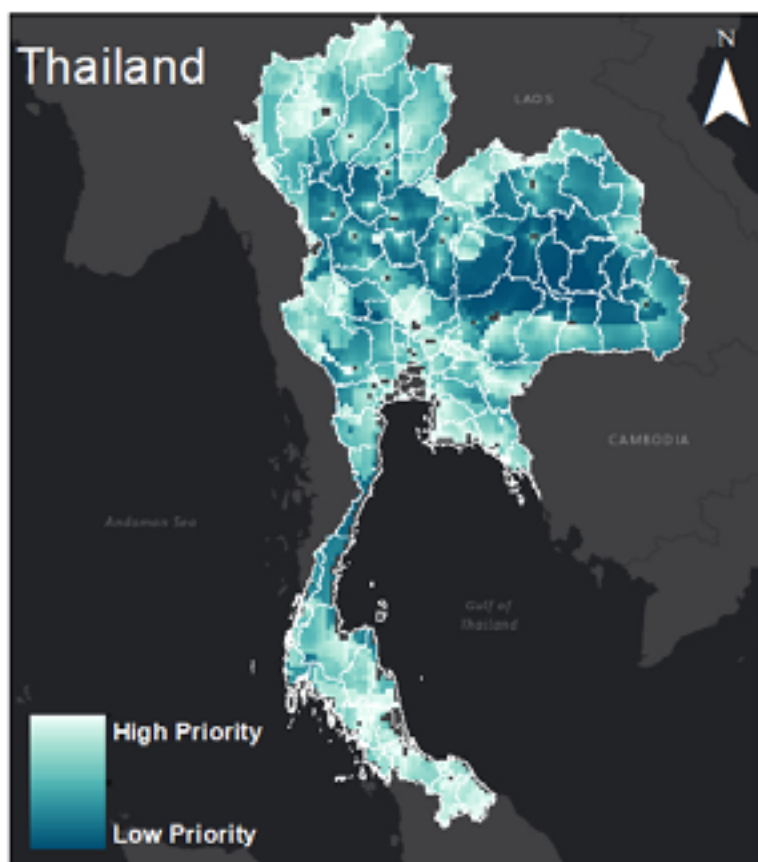 Thailand
N
LAOS
CAMBODIA
Andaman Sea
Gulf of
Thailand
High Priority
Low Priority